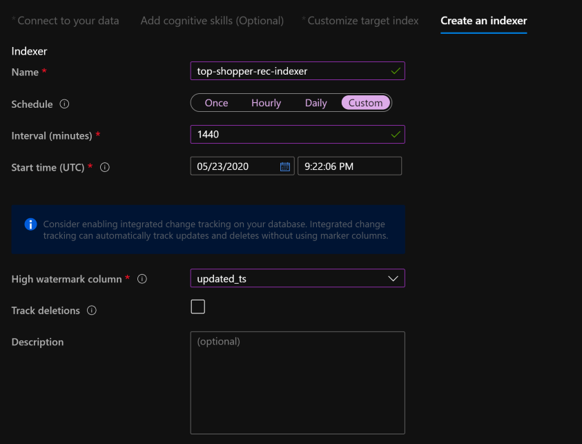 * Connect to your data Add cognitive skills (Optional) * Customize target index Create an indexer
Indexer
Name * top-shopper-rec-indexer
Schedule Once Hourly Daily Custom
Interval (minutes) * 1440
Start time (UTC) * 05/23/2020 9:22:06 PM
Consider enabling integrated change tracking on your database. Integrated change
tracking can automatically track updates and deletes without using marker columns.
High watermark column * updated_ts
Track deletions
Description (optional)